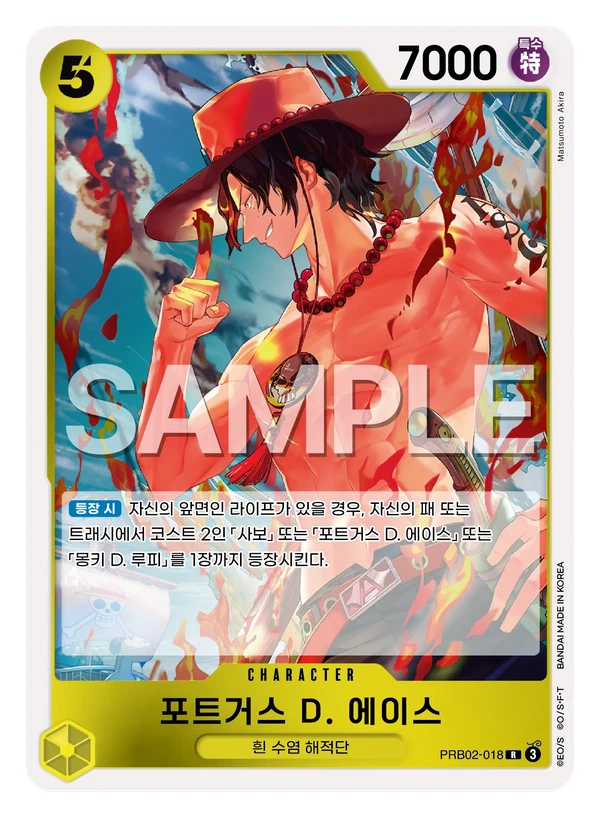 5
7000
특수
特
Matsumoto Akira
SAMPLE
등장 시 자신의 앞면인 라이프가 있을 경우, 자신의 패 또는
트래시에서 코스트 2인 「사보」 또는 「포트거스 D. 에이스」 또는
「몽키 D. 루피」를 1장까지 등장시킨다.
©EO/S ©O/S·F·T BANDAI MADE IN KOREA
CHARACTER
포트거스 D. 에이스
흰 수염 해적단
PRB02-018 R 3